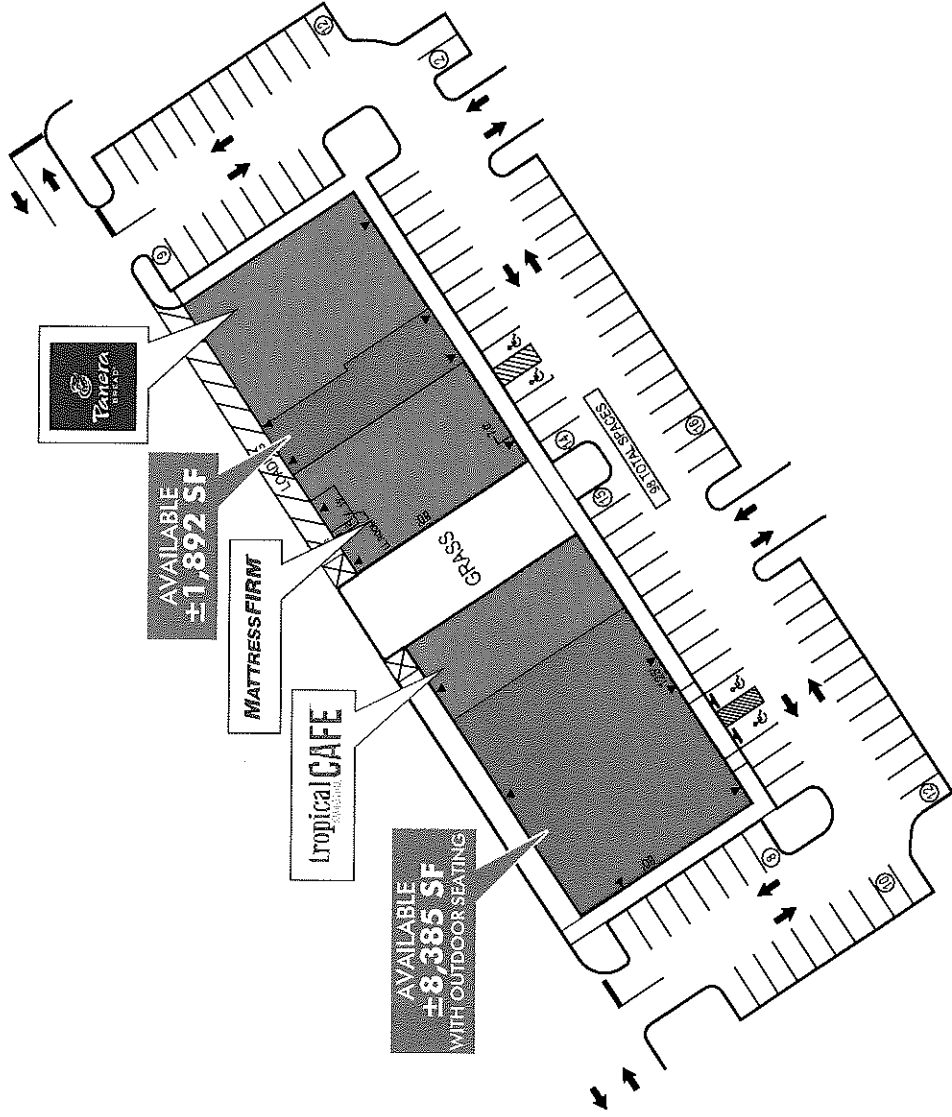 Panera
BREAD
AVAILABLE
±1,892 SF
MATTRESSFIRM
tropical
CAFE
AVAILABLE
±8,385 SF
WITH OUTDOOR SEATING
GRASS
98 TOTAL SPACES
12
2
9
14
15
16
8
10